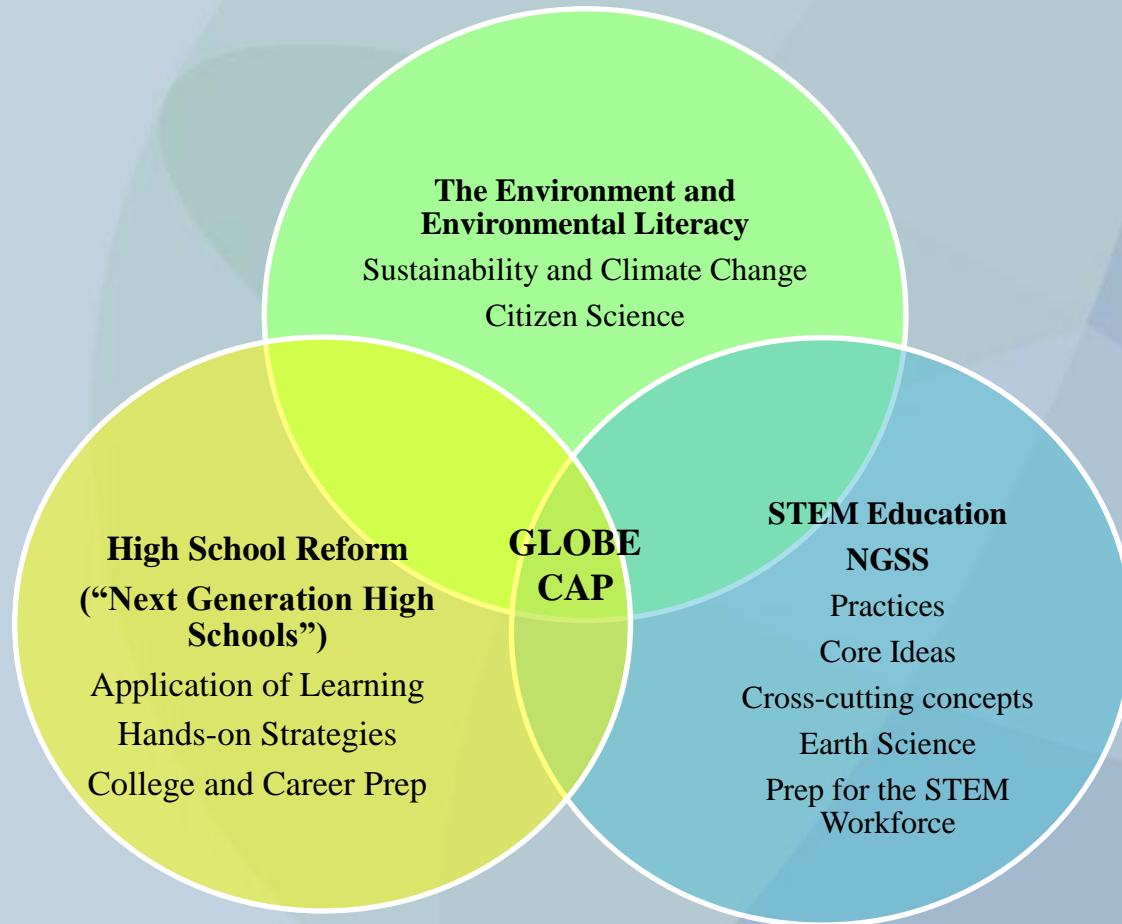 The Environment and
Environmental Literacy
Sustainability and Climate Change
Citizen Science
High School Reform
(“Next Generation High
Schools”)
Application of Learning
Hands-on Strategies
College and Career Prep
GLOBE
CAP
STEM Education
NGSS
Practices
Core Ideas
Cross-cutting concepts
Earth Science
Prep for the STEM
Workforce